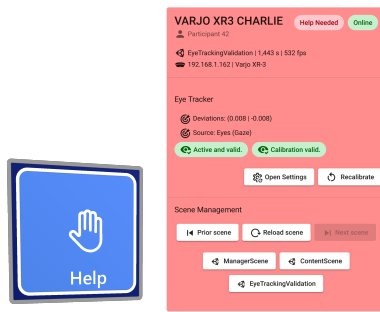 VARJO XR3 CHARLIE
Help Needed
Online
Participant 42
EyeTrackingValidation | 1,443 s | 532 fps
192.168.1.162 | Varjo XR-3
Eye Tracker
Deviations: (0.008 | -0.008)
Source: Eyes (Gaze)
Active and valid.
Calibration valid.
Open Settings
Recalibrate
Scene Management
Prior scene
Reload scene
Next scene
ManagerScene
ContentScene
EyeTrackingValidation
Help